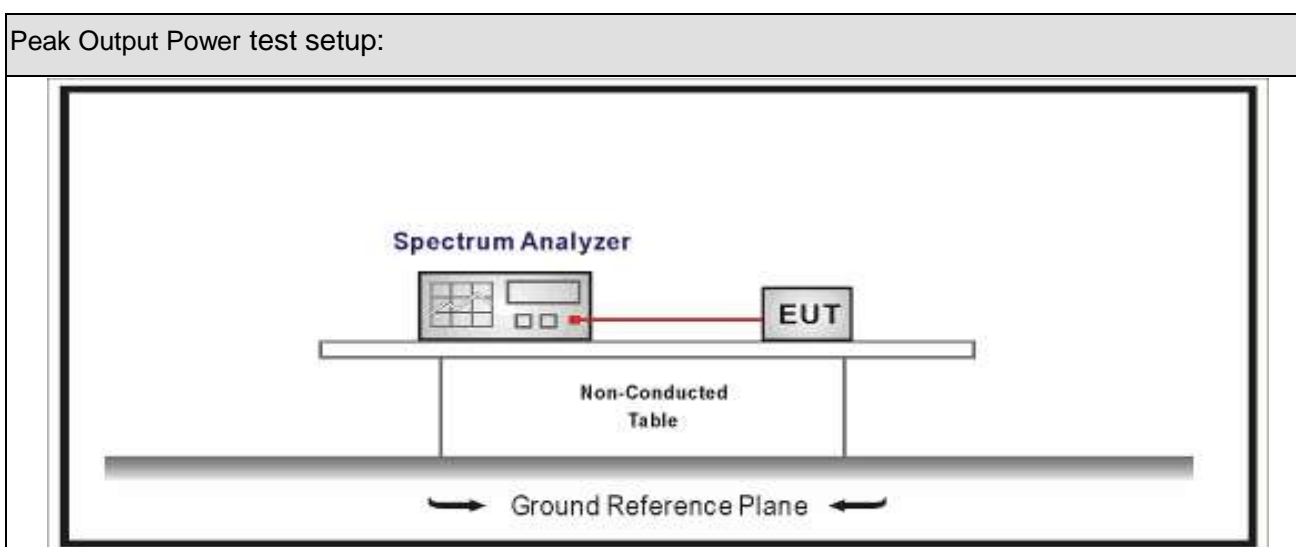 Peak Output Power test setup:
Spectrum Analyzer
EUT
Non-Conducted
Table
Ground Reference Plane